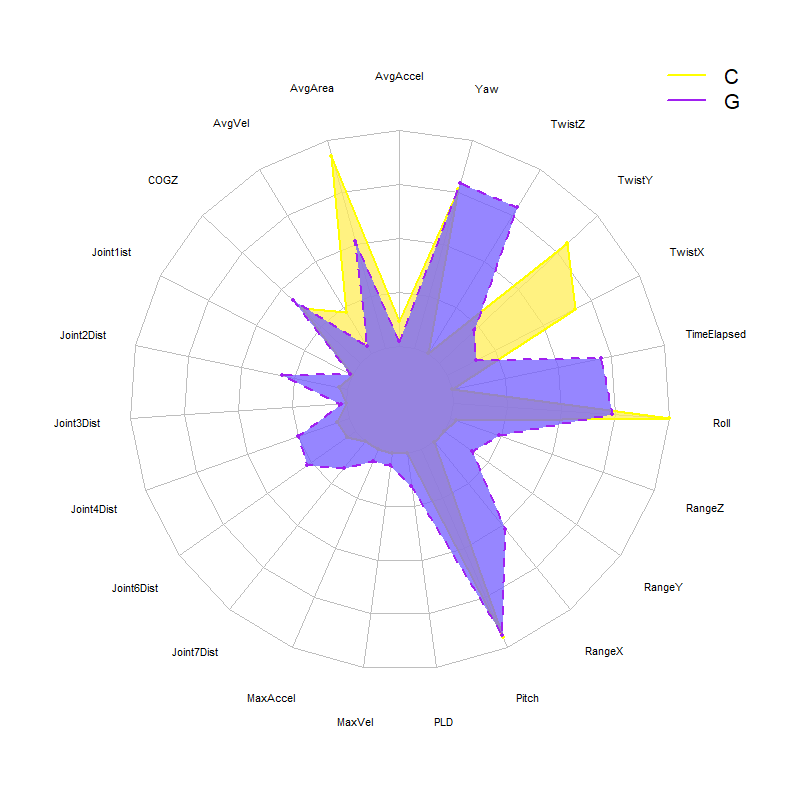 C
G
AvgAccel
Yaw
TwistZ
TwistY
TwistX
TimeElapsed
Roll
RangeZ
RangeY
RangeX
Pitch
PLD
MaxVel
MaxAccel
Joint7Dist
Joint6Dist
Joint4Dist
Joint3Dist
Joint2Dist
Joint1ist
COGZ
AvgVel
AvgArea